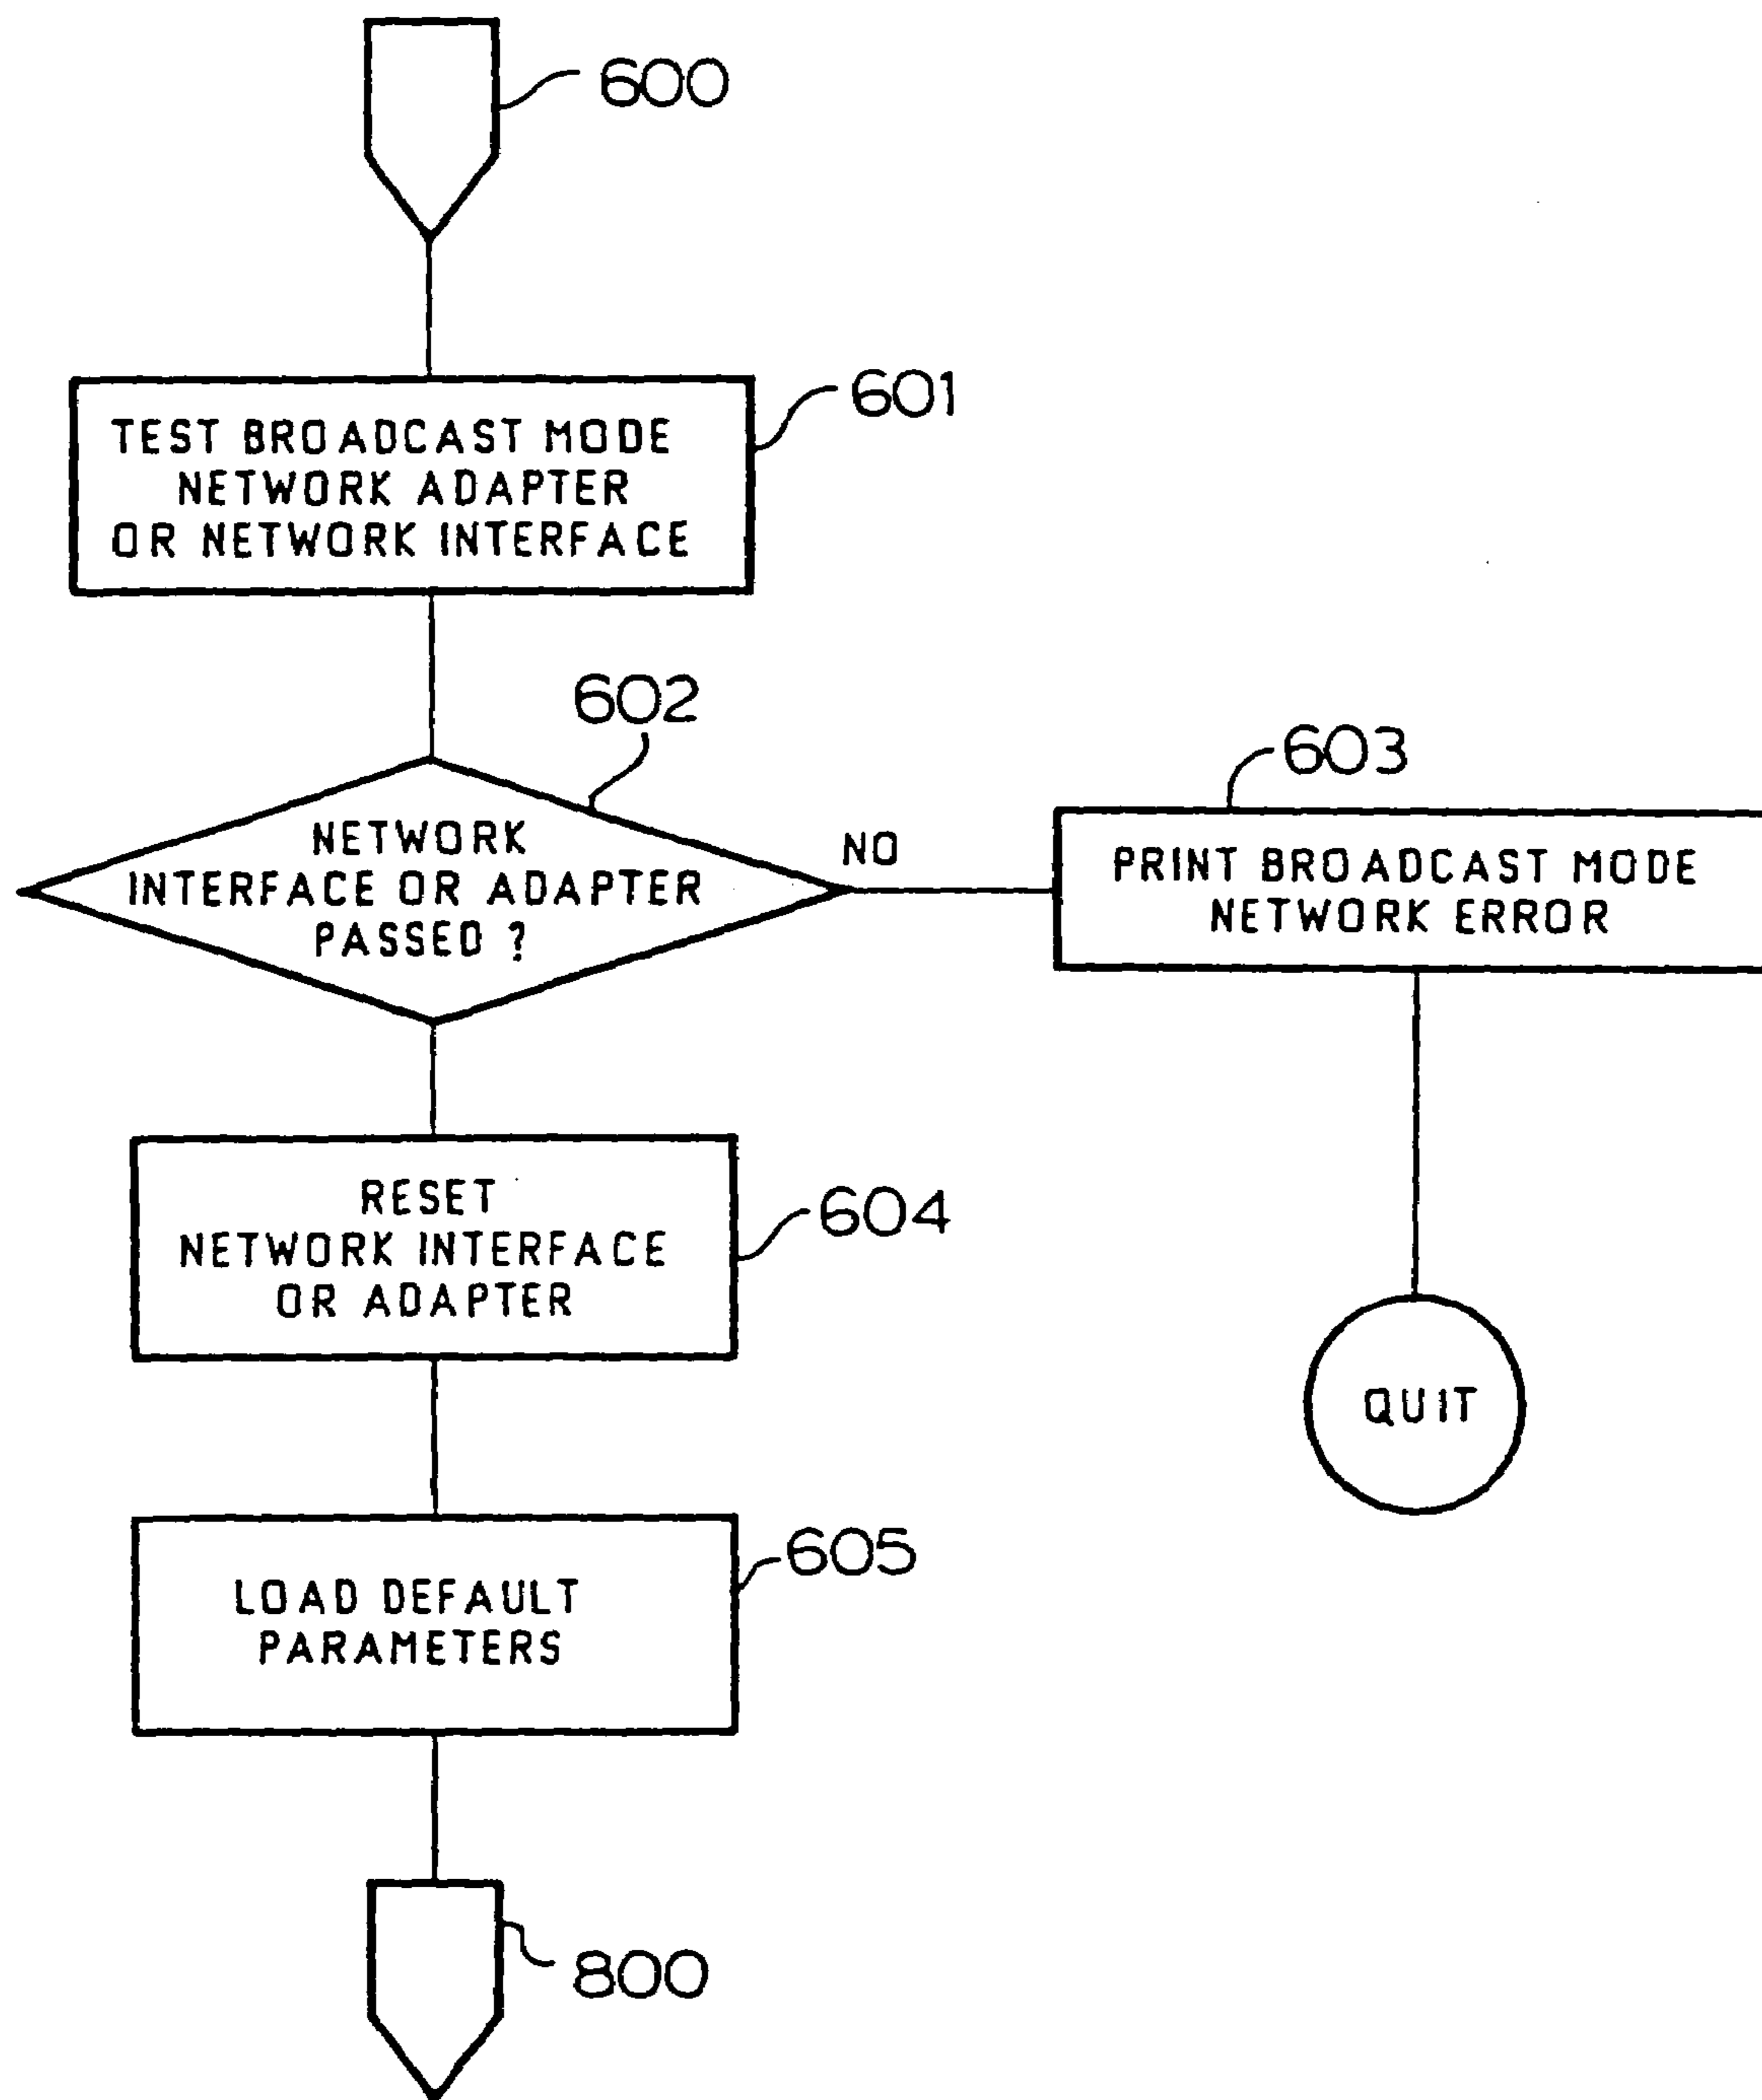 600
601
TEST BROADCAST MODE
NETWORK ADAPTER
OR NETWORK INTERFACE
602
NETWORK
INTERFACE OR ADAPTER
PASSED ?
NO
603
PRINT BROADCAST MODE
NETWORK ERROR
604
RESET
NETWORK INTERFACE
OR ADAPTER
QUIT
605
LOAD DEFAULT
PARAMETERS
800